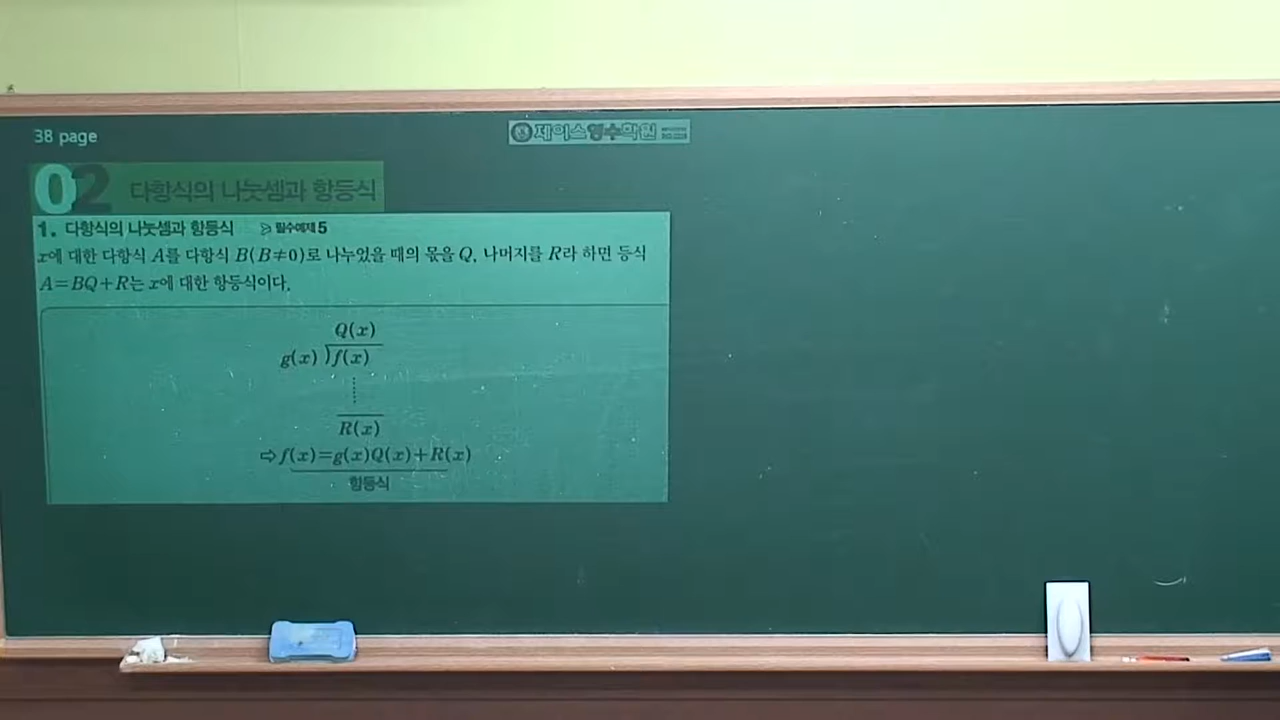 38 page
제이스영수학원
02 다항식의 나눗셈과 항등식
1. 다항식의 나눗셈과 항등식 ▷ 필수예제 5
x에 대한 다항식 A를 다항식 B(B≠0)로 나누었을 때의 몫을 Q, 나머지를 R라 하면 등식
A=BQ+R는 x에 대한 항등식이다.
Q(x)
g(x))f(x)
⋮
R(x)
⇨f(x)=g(x)Q(x)+R(x)
항등식